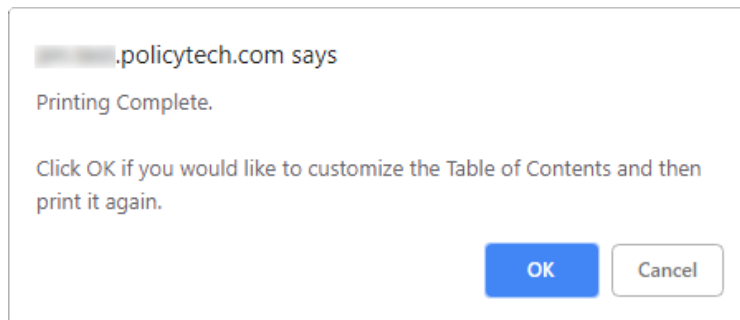 .policytech.com says
Printing Complete.
Click OK if you would like to customize the Table of Contents and then
print it again.
OK
Cancel